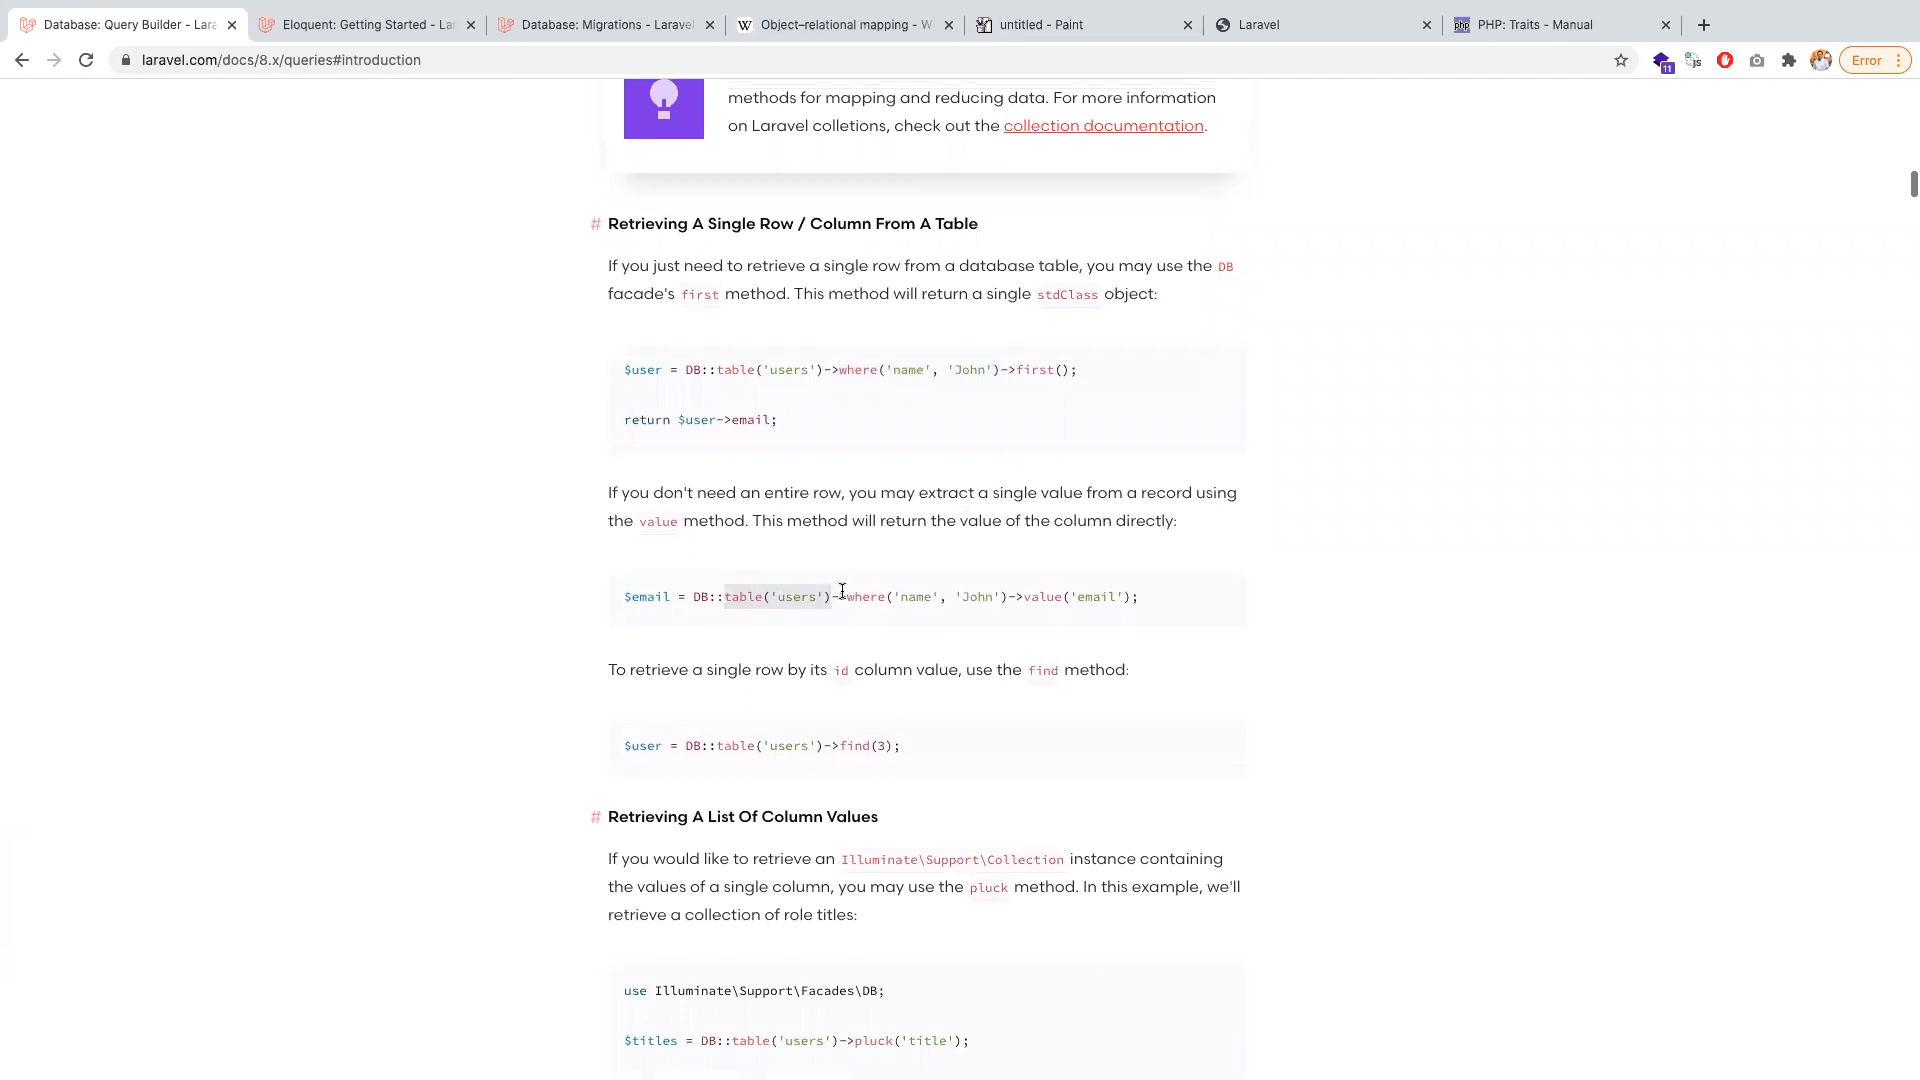 Database: Query Builder - Lara
Eloquent: Getting Started - Lar
Database: Migrations - Laravel
W Object–relational mapping - W
untitled - Paint
Laravel
php PHP: Traits - Manual
laravel.com/docs/8.x/queries#introduction
11
js
Error
methods for mapping and reducing data. For more information
on Laravel colletions, check out the collection documentation.
# Retrieving A Single Row / Column From A Table
If you just need to retrieve a single row from a database table, you may use the DB
facade's first method. This method will return a single stdClass object:
$user = DB::table('users')->where('name', 'John')->first();
return $user->email;
If you don't need an entire row, you may extract a single value from a record using
the value method. This method will return the value of the column directly:
$email = DB::table('users')->where('name', 'John')->value('email');
To retrieve a single row by its id column value, use the find method:
$user = DB::table('users')->find(3);
# Retrieving A List Of Column Values
If you would like to retrieve an Illuminate\Support\Collection instance containing
the values of a single column, you may use the pluck method. In this example, we'll
retrieve a collection of role titles:
use Illuminate\Support\Facades\DB;
$titles = DB::table('users')->pluck('title');